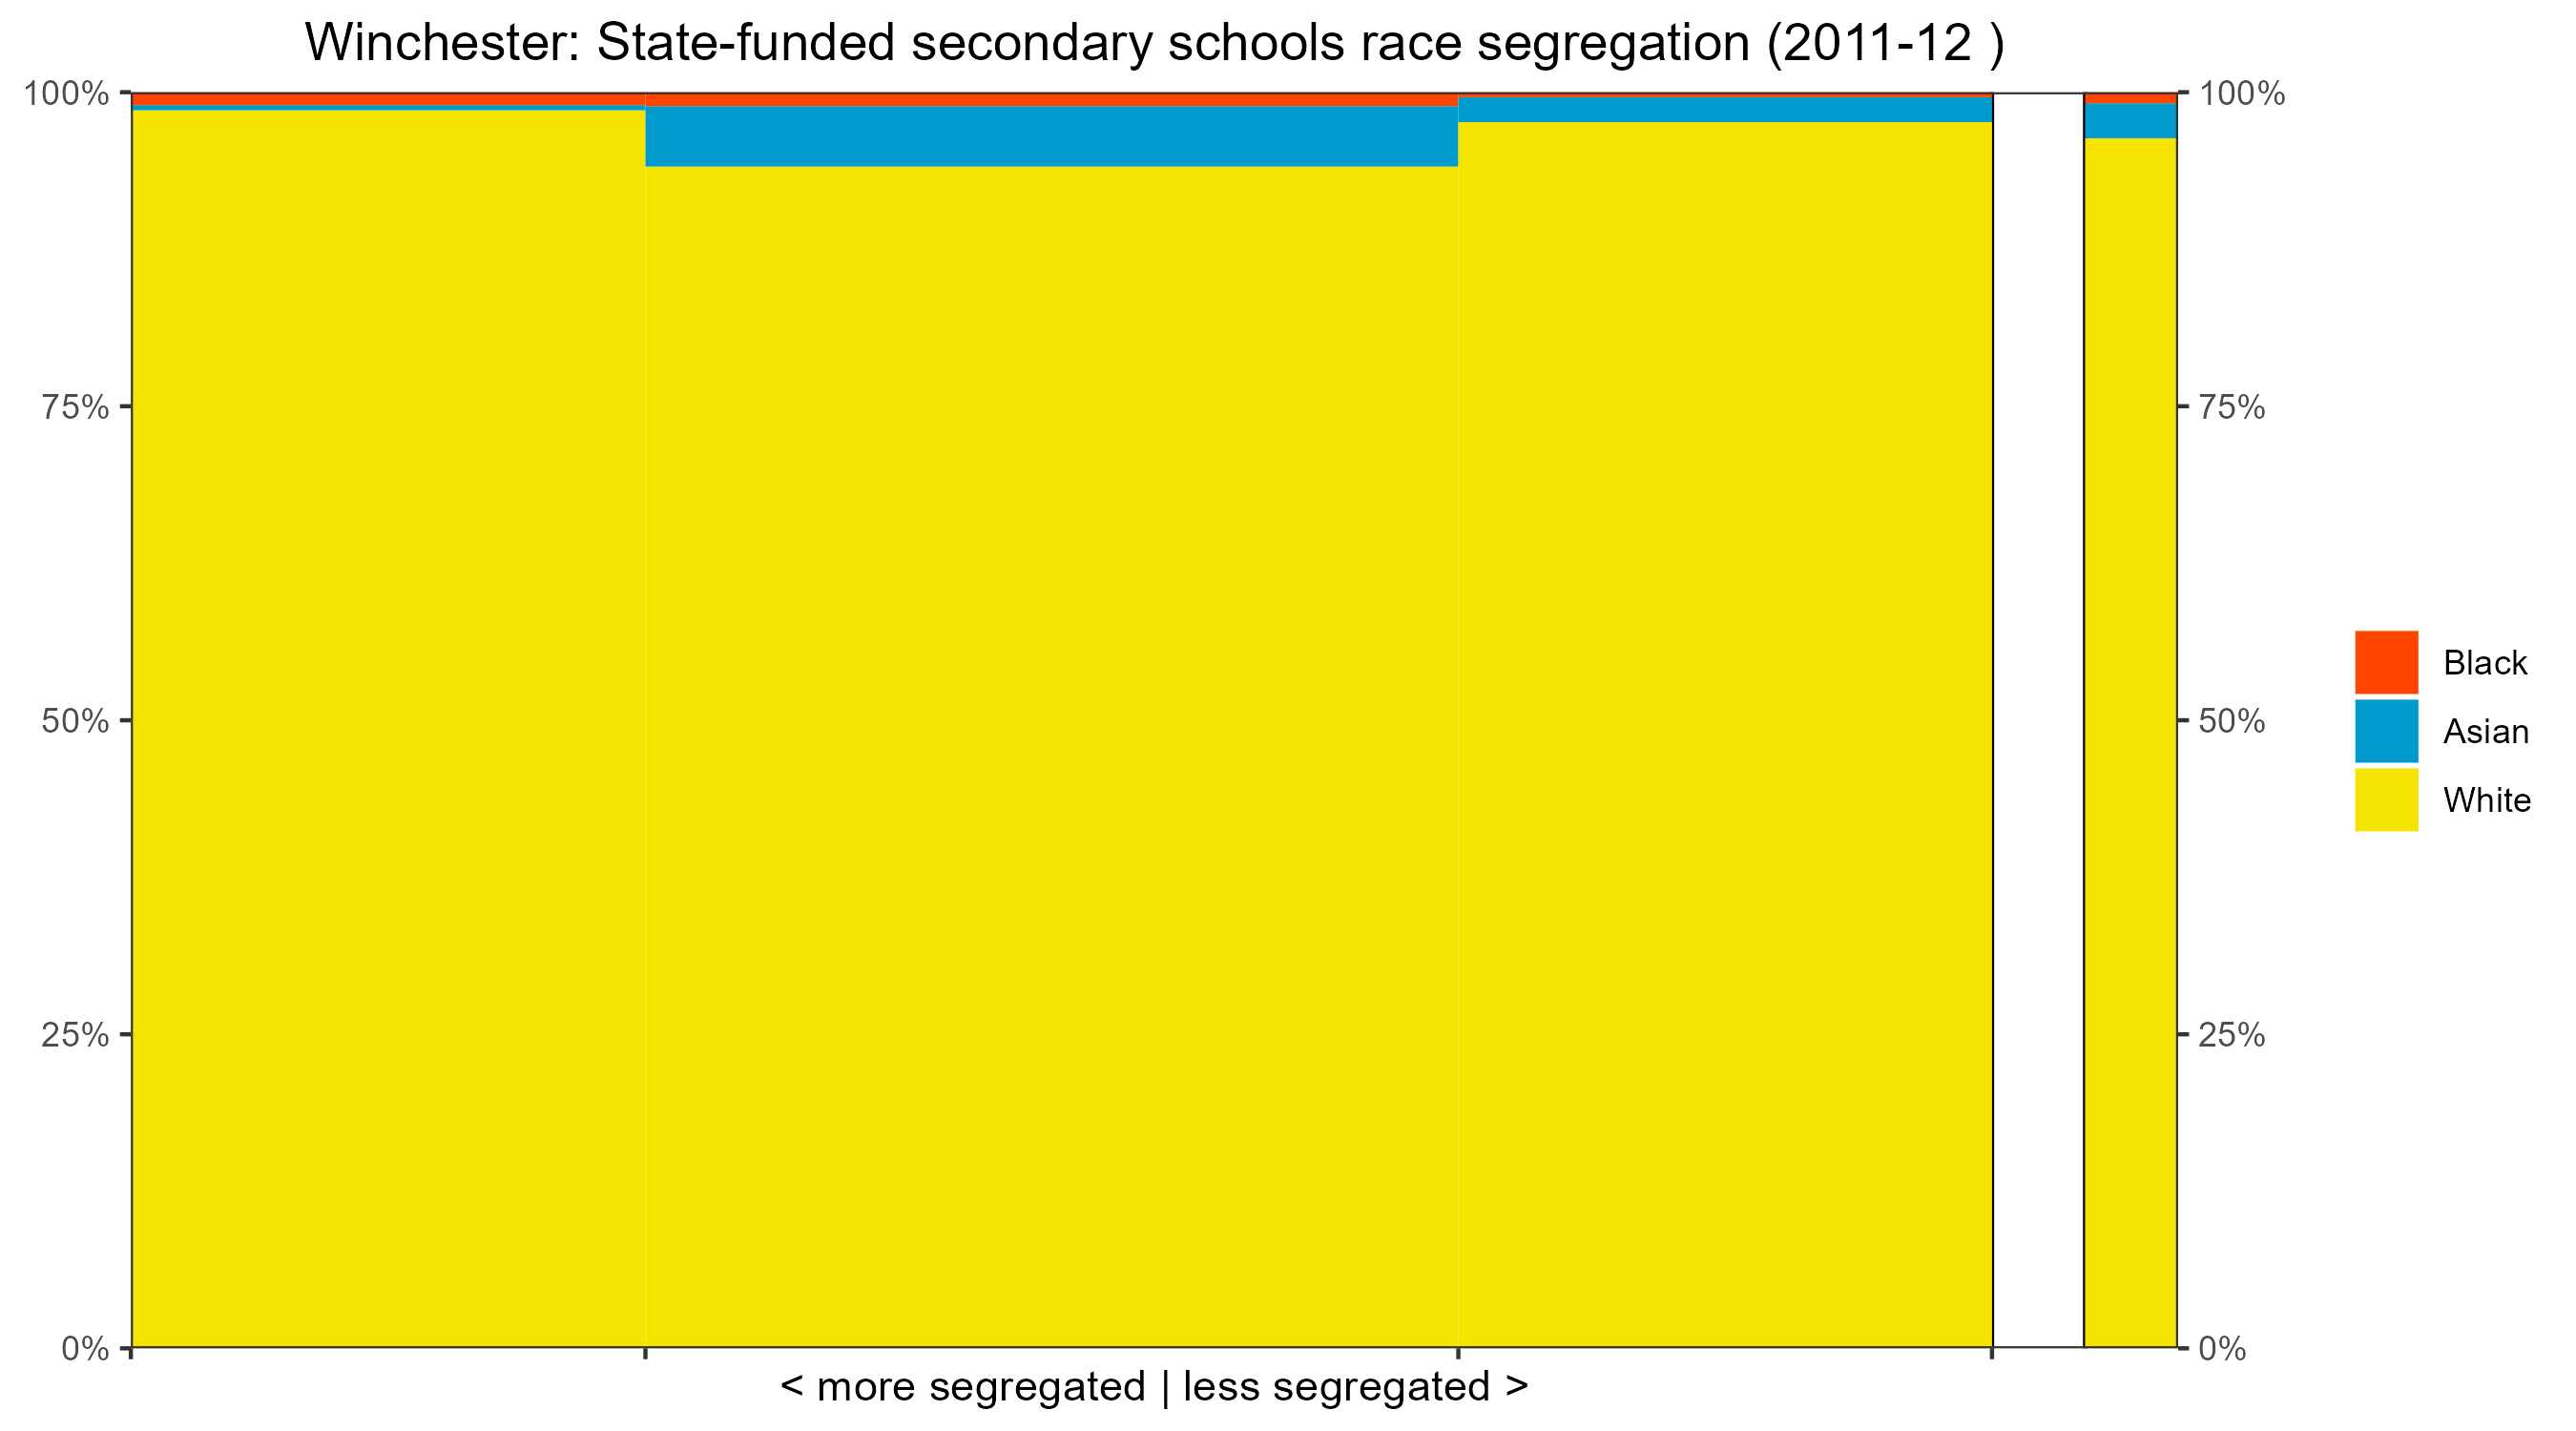 Winchester: State-funded secondary schools race segregation (2011-12 )
100%
75%
50%
25%
0%
100%
75%
50%
25%
0%
Black
Asian
White
< more segregated | less segregated >